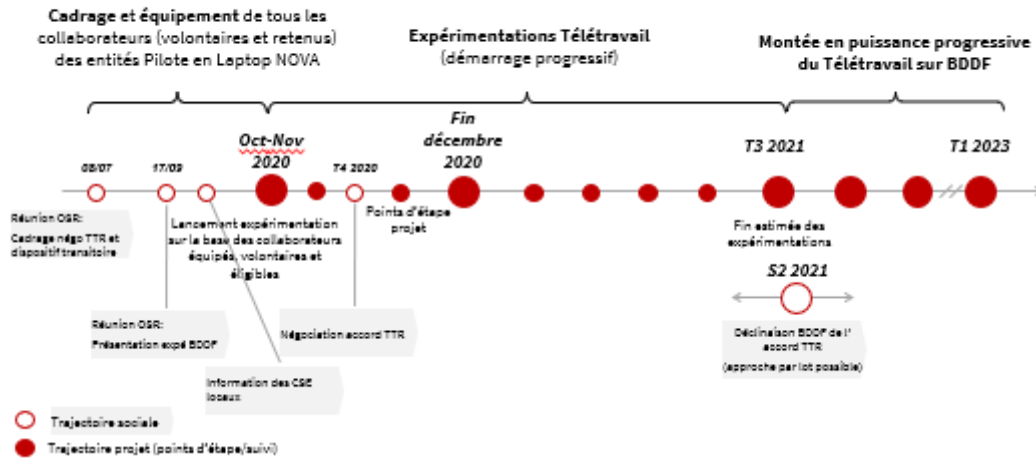 Cadrage et équipement de tous les
collaborateurs (volontaires et retenus)
des entités Pilote en Laptop NOVA
Expérimentations Télétravail
(démarrage progressif)
Montée en puissance progressive
du Télétravail sur BDDF
08/07
17/09
Oct-Nov
2020
T4 2020
Fin
décembre
2020
T3 2021
T1 2023
Réunion OSR:
Cadrage négo TTR et
dispositif transitoire
Lancement expérimentation
sur la base des collaborateurs
équipés, volontaires et
éligibles
Points d'étape
projet
Fin estimée des
expérimentations
S2 2021
Réunion OSR:
Présentation expé BDDF
Négociation accord TTR
Information des CSE
locaux
Déclinaison BDDF de l'
accord TTR
(approche par lot possible)
Trajectoire sociale
Trajectoire projet (points d'étape/suivi)